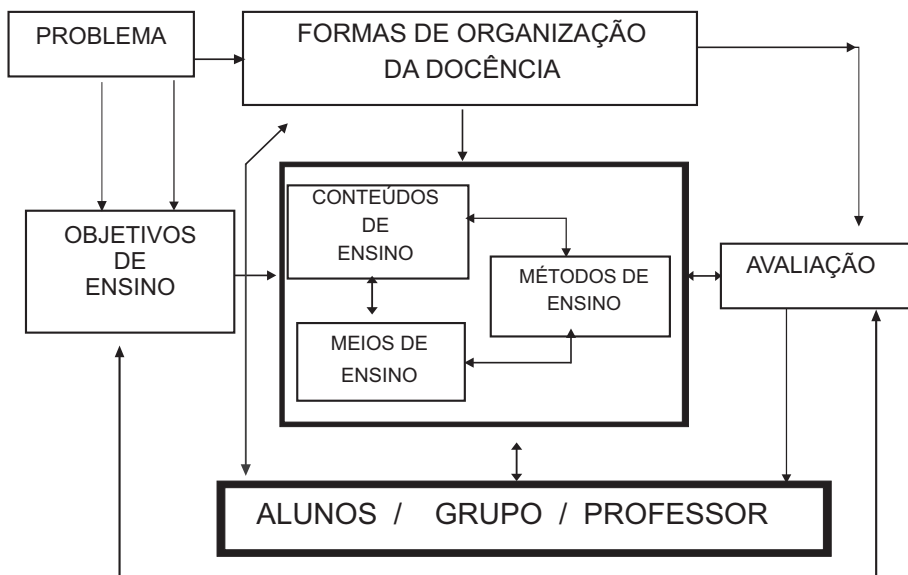 PROBLEMA
FORMAS DE ORGANIZAÇÃO
DA DOCÊNCIA
OBJETIVOS
DE
ENSINO
CONTEÚDOS
DE
ENSINO
MÉTODOS DE
ENSINO
MEIOS DE
ENSINO
AVALIAÇÃO
ALUNOS / GRUPO / PROFESSOR